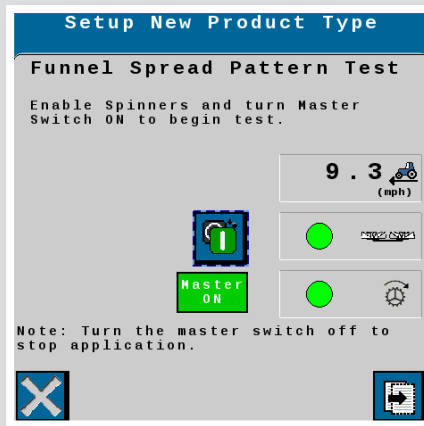 Setup New Product Type
Funnel Spread Pattern Test
Enable Spinners and turn Master
Switch ON to begin test.
9.3
(mph)
Master
ON
Note: Turn the master switch off to
stop application.